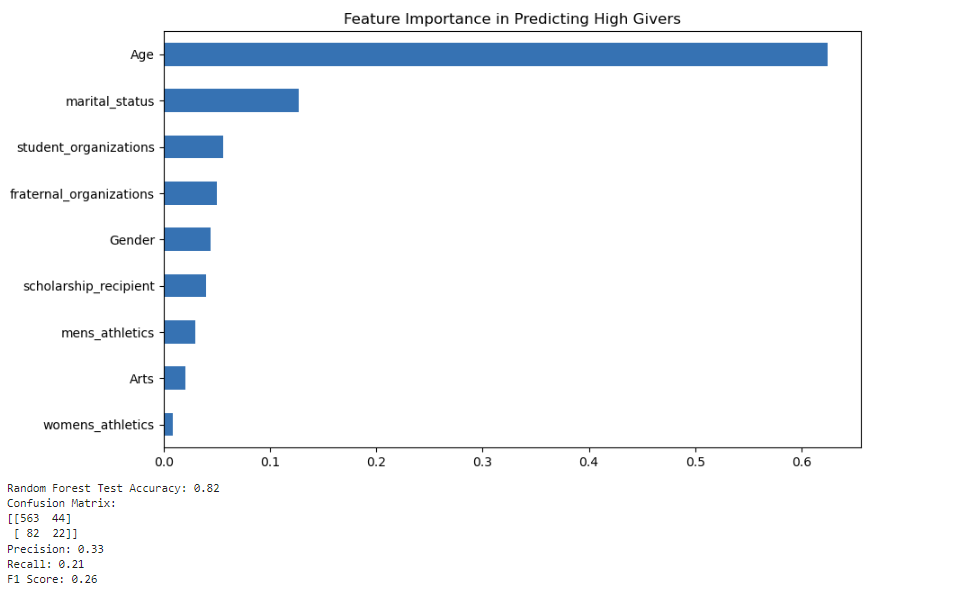 Feature Importance in Predicting High Givers
Age
marital_status
student_organizations
fraternal_organizations
Gender
scholarship_recipient
mens_athletics
Arts
womens_athletics
0.0 0.1 0.2 0.3 0.4 0.5 0.6
Random Forest Test Accuracy: 0.82
Confusion Matrix:
[[563  44]
 [ 82  22]]
Precision: 0.33
Recall: 0.21
F1 Score: 0.26